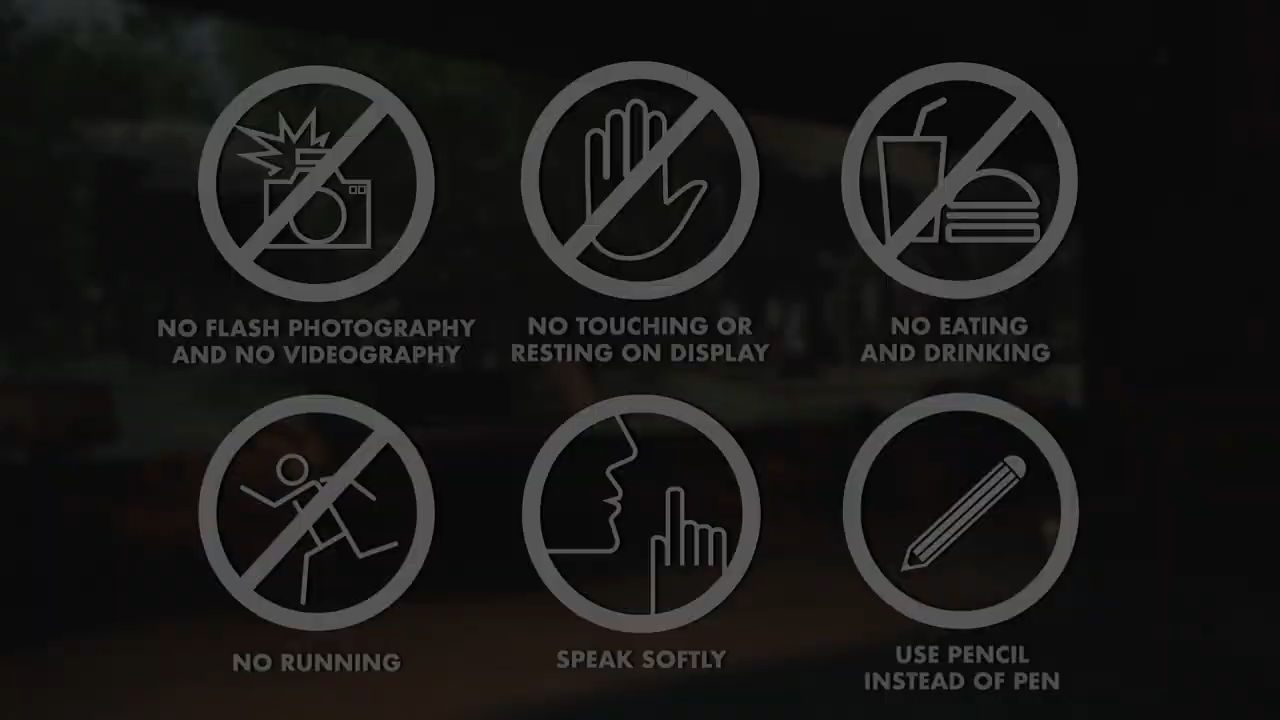 NO FLASH PHOTOGRAPHY
AND NO VIDEOGRAPHY
NO TOUCHING OR
RESTING ON DISPLAY
NO EATING
AND DRINKING
NO RUNNING
SPEAK SOFTLY
USE PENCIL
INSTEAD OF PEN